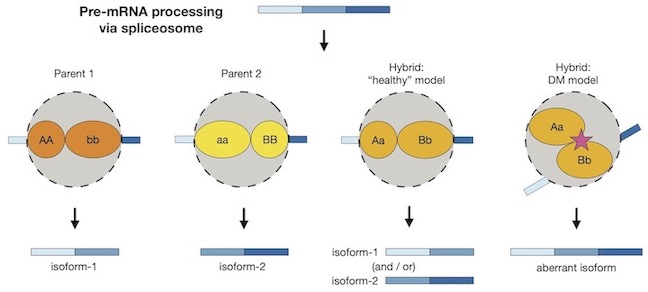 Pre-mRNA processing
via spliceosome
Parent 1
Parent 2
Hybrid:
“healthy” model
Hybrid:
DM model
AA
bb
aa
BB
Aa
Bb
Aa
Bb
isoform-1
isoform-2
isoform-1
(and / or)
isoform-2
aberrant isoform